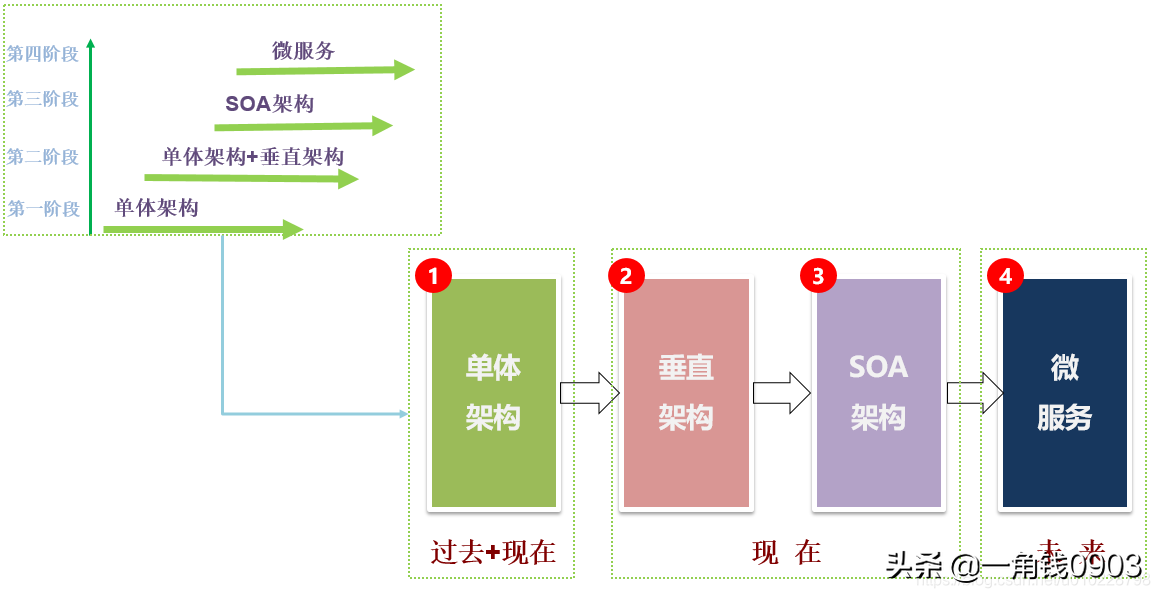 第四阶段
微服务
第三阶段
SOA架构
第二阶段
单体架构+垂直架构
第一阶段
单体架构
1
单体
架构
2
垂直
架构
3
SOA
架构
4
微
服务
过去+现在
现 在
未 来
头条 @一角钱0903